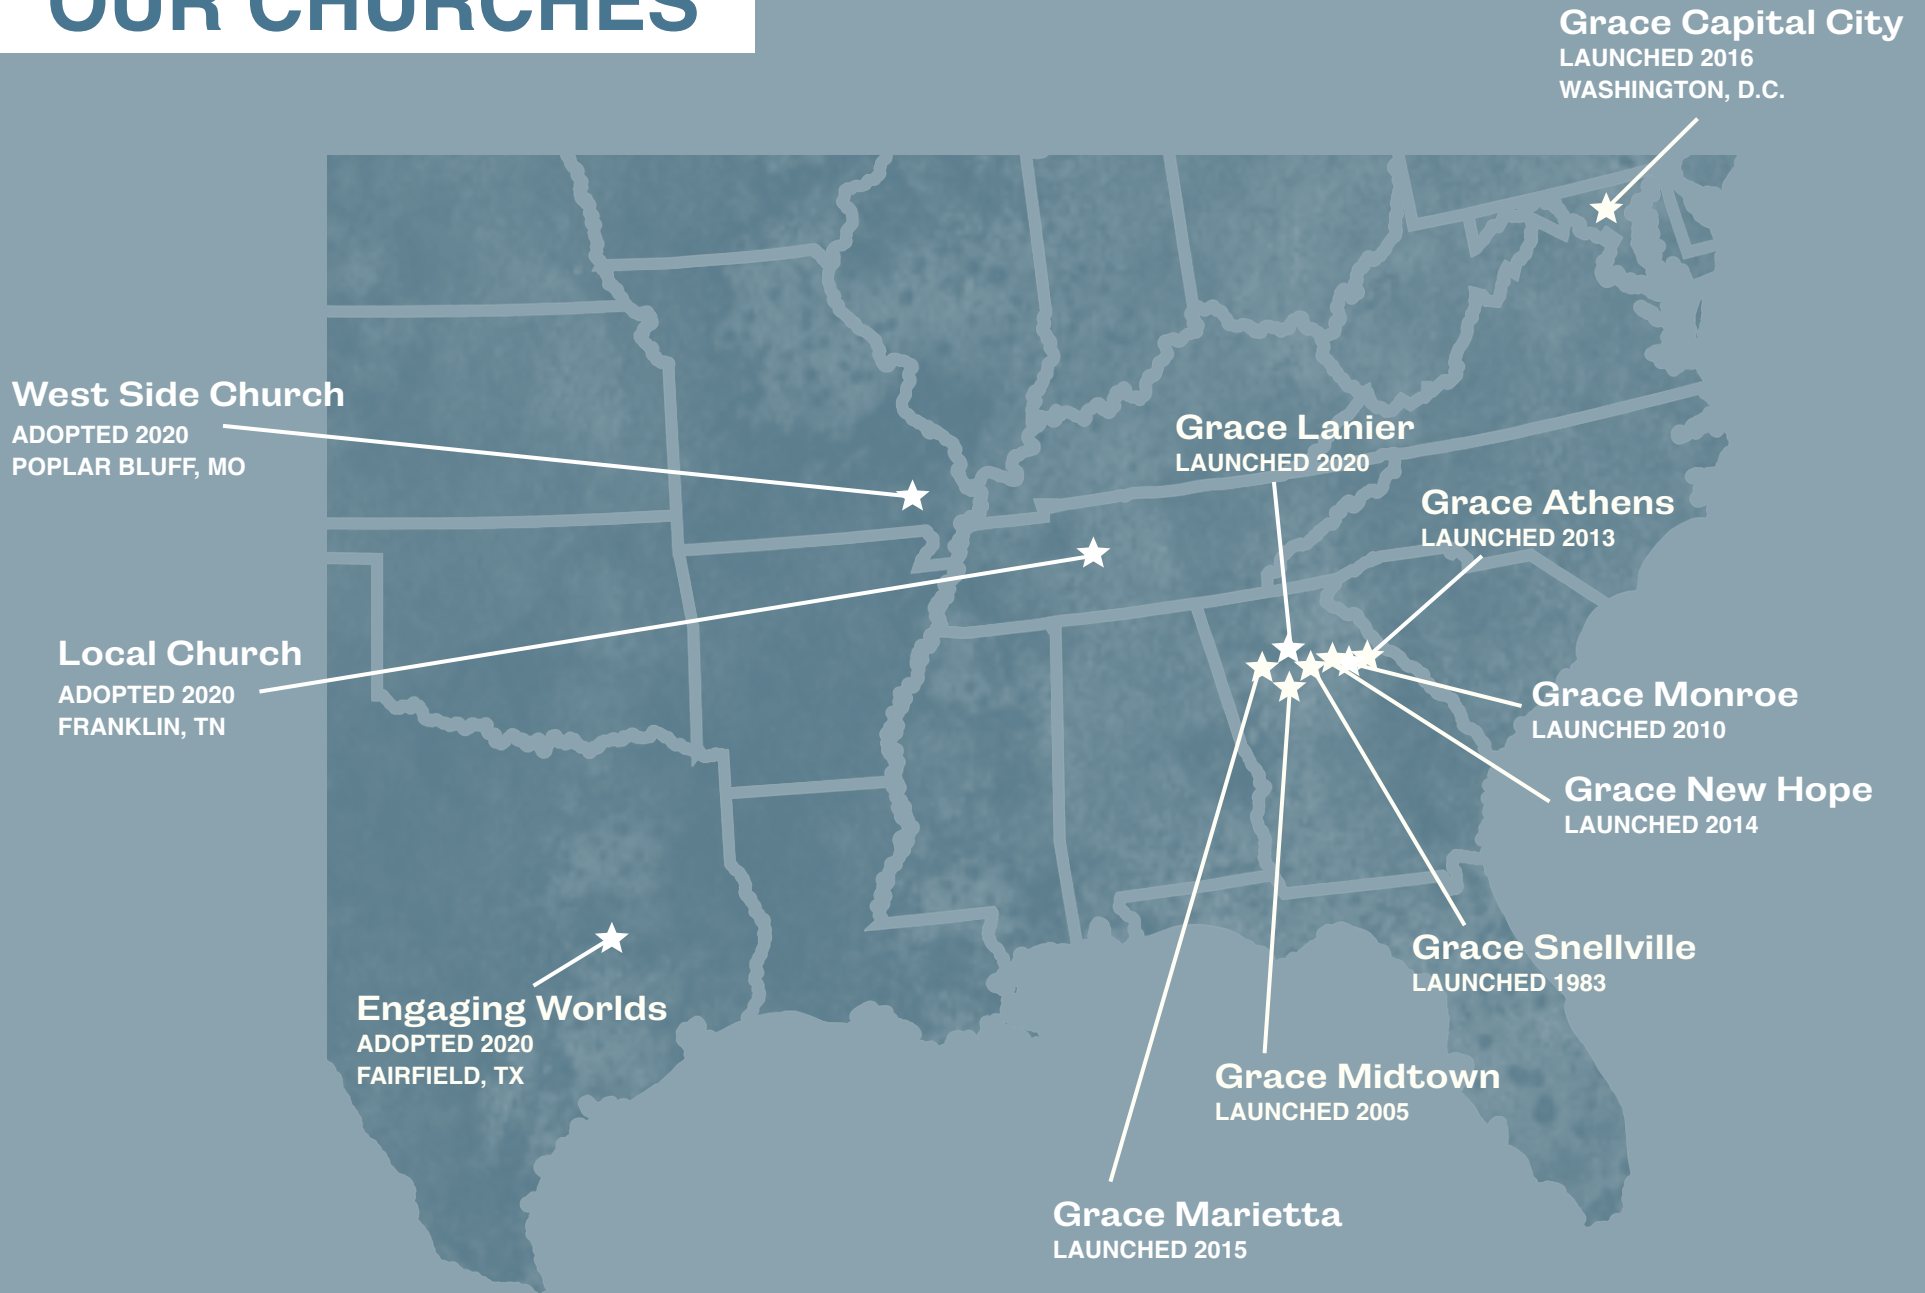 OUR CHURCHES
Grace Capital City
LAUNCHED 2016
WASHINGTON, D.C.
West Side Church
ADOPTED 2020
POPLAR BLUFF, MO
Grace Lanier
LAUNCHED 2020
Grace Athens
LAUNCHED 2013
Local Church
ADOPTED 2020
FRANKLIN, TN
Grace Monroe
LAUNCHED 2010
Grace New Hope
LAUNCHED 2014
Grace Snellville
LAUNCHED 1983
Engaging Worlds
ADOPTED 2020
FAIRFIELD, TX
Grace Midtown
LAUNCHED 2005
Grace Marietta
LAUNCHED 2015